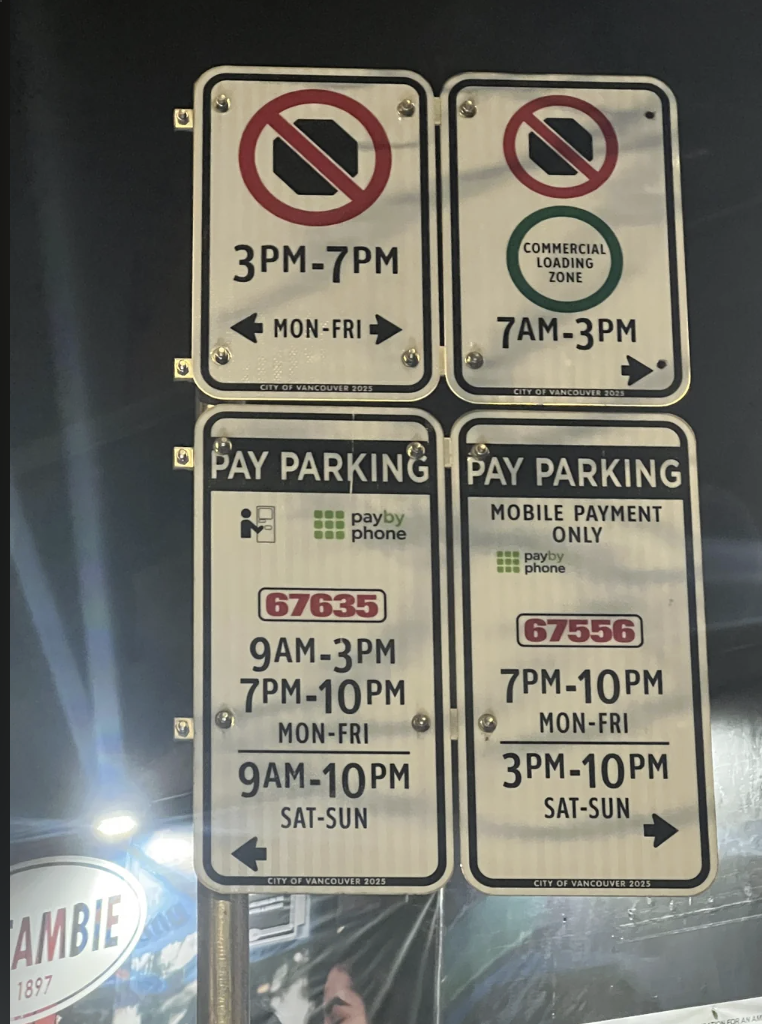 3PM-7PM
MON-FRI
CITY OF VANCOUVER 2025
COMMERCIAL
LOADING
ZONE
7AM-3PM
CITY OF VANCOUVER 2025
PAY PARKING
payby
phone
67635
9AM-3PM
7PM-10PM
MON-FRI
9AM-10PM
SAT-SUN
CITY OF VANCOUVER 2025
PAY PARKING
MOBILE PAYMENT
ONLY
payby
phone
67556
7PM-10PM
MON-FRI
3PM-10PM
SAT-SUN
CITY OF VANCOUVER 2025
AMBIE
1897